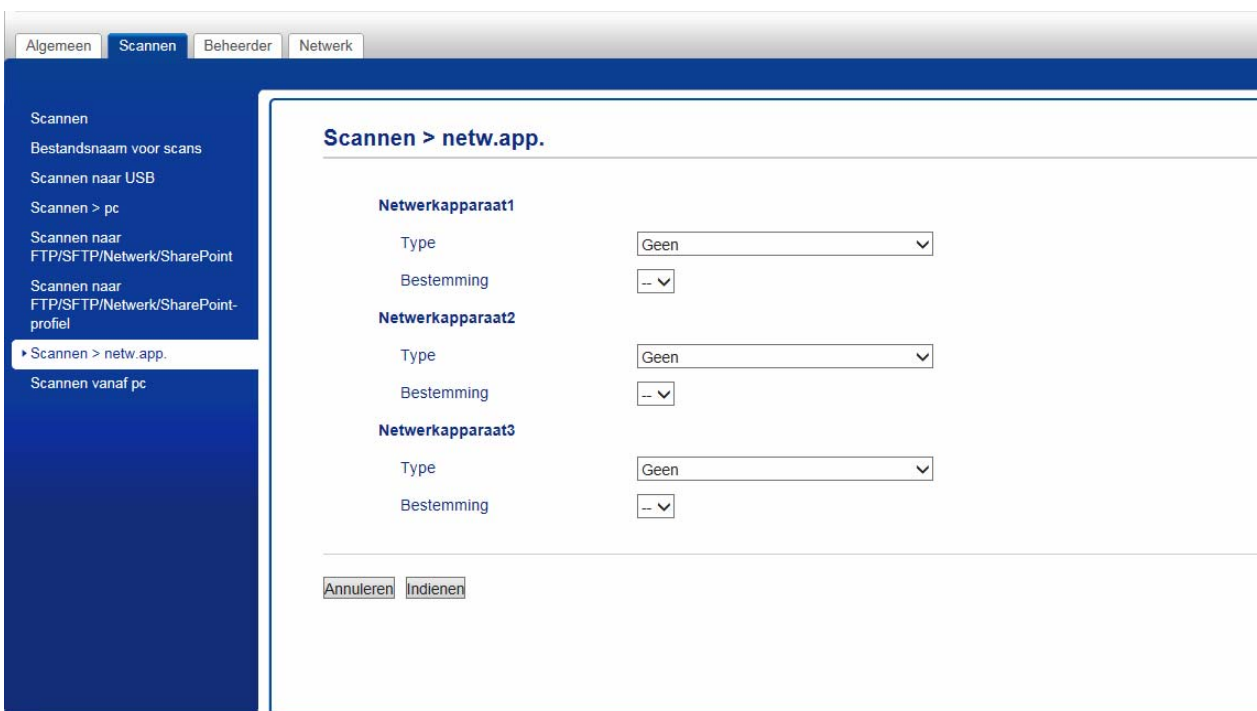 Algemeen Scannen Beheerder Netwerk
Scannen
Bestandsnaam voor scans
Scannen naar USB
Scannen > pc
Scannen naar
FTP/SFTP/Netwerk/SharePoint
Scannen naar
FTP/SFTP/Netwerk/SharePoint-
profiel
Scannen > netw.app.
Scannen vanaf pc
Scannen > netw.app.
Netwerkapparaat1
Type Geen
Bestemming --
Netwerkapparaat2
Type Geen
Bestemming --
Netwerkapparaat3
Type Geen
Bestemming --
Annuleren Indienen